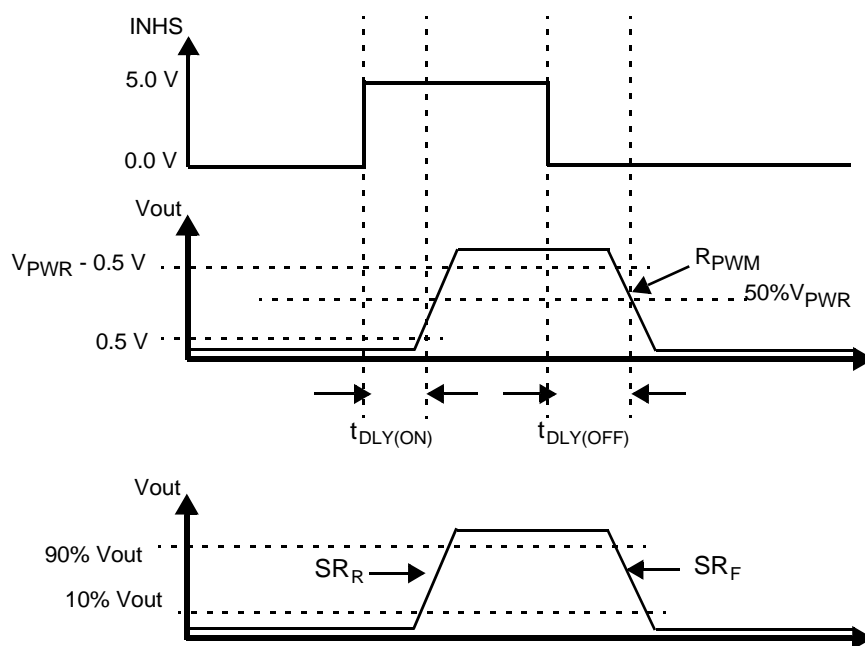 INHS
5.0 V
0.0 V
Vout
VPWR - 0.5 V
RPWM
50%VPWR
0.5 V
tDLY(ON)
tDLY(OFF)
Vout
90% Vout
SRR
SRF
10% Vout